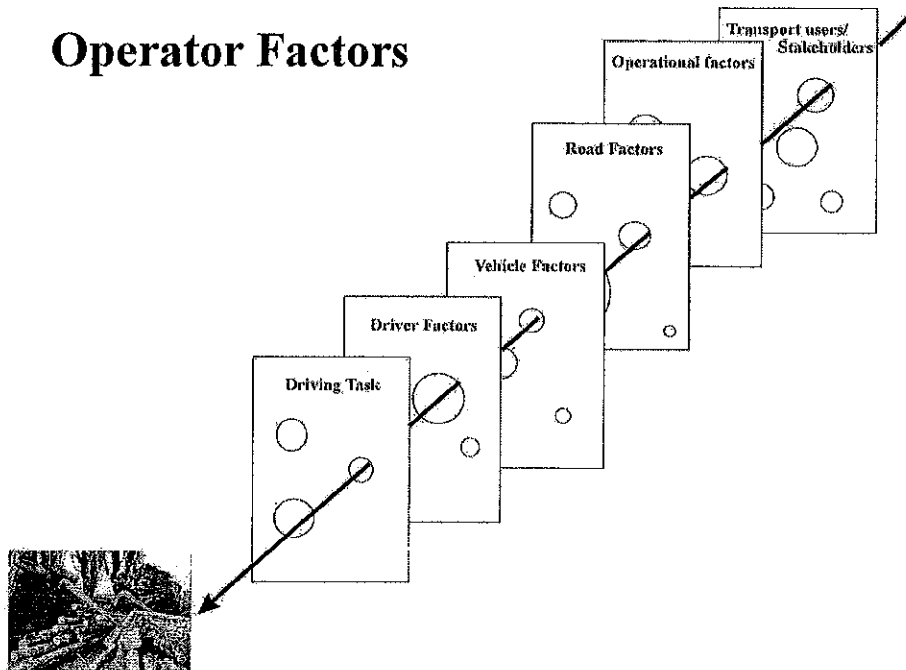 Operator Factors
Transport users/
Stakeholders
Operational factors
Road Factors
Vehicle Factors
Driver Factors
Driving Task